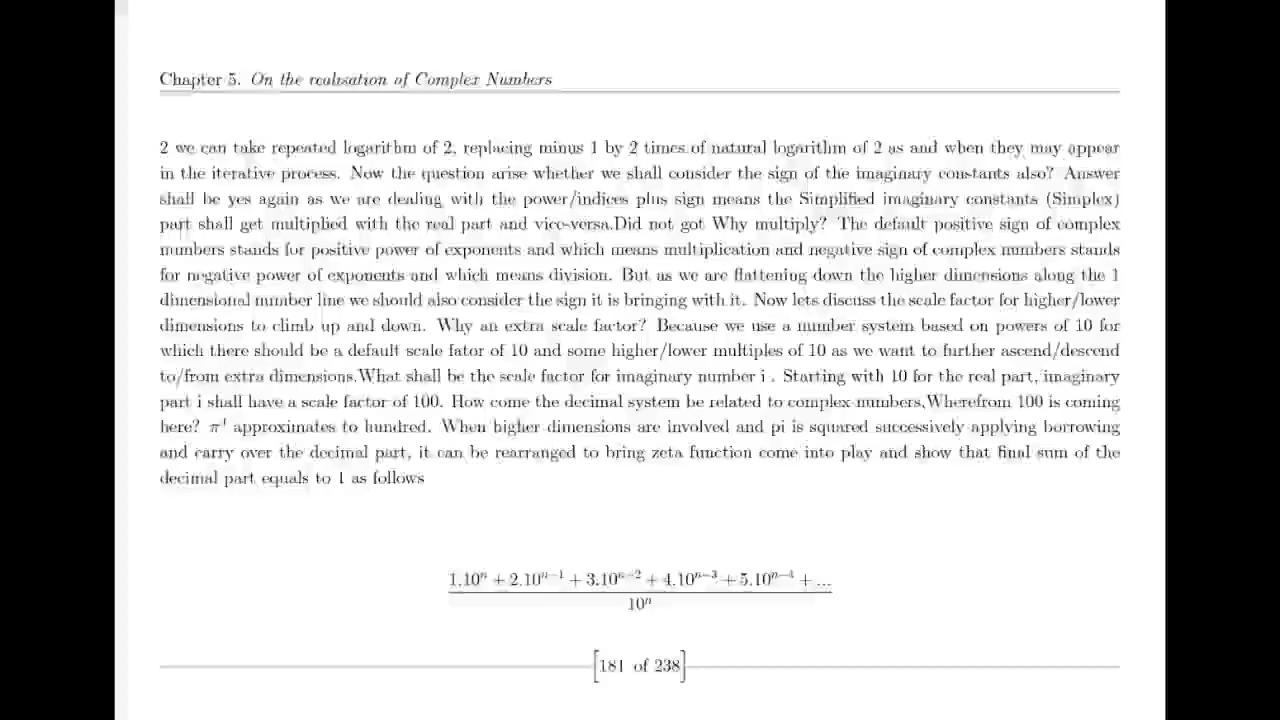 Chapter 5. On the realisation of Complex Numbers
2 we can take repeated logarithm of 2, replacing minus 1 by 2 times of natural logarithm of 2 as and when they may appear
in the iterative process. Now the question arise whether we shall consider the sign of the imaginary constants also? Answer
shall be yes again as we are dealing with the power/indices plus sign means the Simplified imaginary constants (Simplex)
part shall get multiplied with the real part and vice-versa.Did not got Why multiply? The default positive sign of complex
numbers stands for positive power of exponents and which means multiplication and negative sign of complex numbers stands
for negative power of exponents and which means division. But as we are flattening down the higher dimensions along the 1
dimensional number line we should also consider the sign it is bringing with it. Now lets discuss the scale factor for higher/lower
dimensions to climb up and down. Why an extra scale factor? Because we use a number system based on powers of 10 for
which there should be a default scale fator of 10 and some higher/lower multiples of 10 as we want to further ascend/descend
to/from extra dimensions.What shall be the scale factor for imaginary number i . Starting with 10 for the real part, imaginary
part i shall have a scale factor of 100. How come the decimal system be related to complex numbers,Wherefrom 100 is coming
here? π⁴ approximates to hundred. When higher dimensions are involved and pi is squared successively applying borrowing
and carry over the decimal part, it can be rearranged to bring zeta function come into play and show that final sum of the
decimal part equals to 1 as follows
1.10ⁿ + 2.10ⁿ⁻¹ + 3.10ⁿ⁻² + 4.10ⁿ⁻³ + 5.10ⁿ⁻⁴ + ...
10ⁿ
[181 of 238]